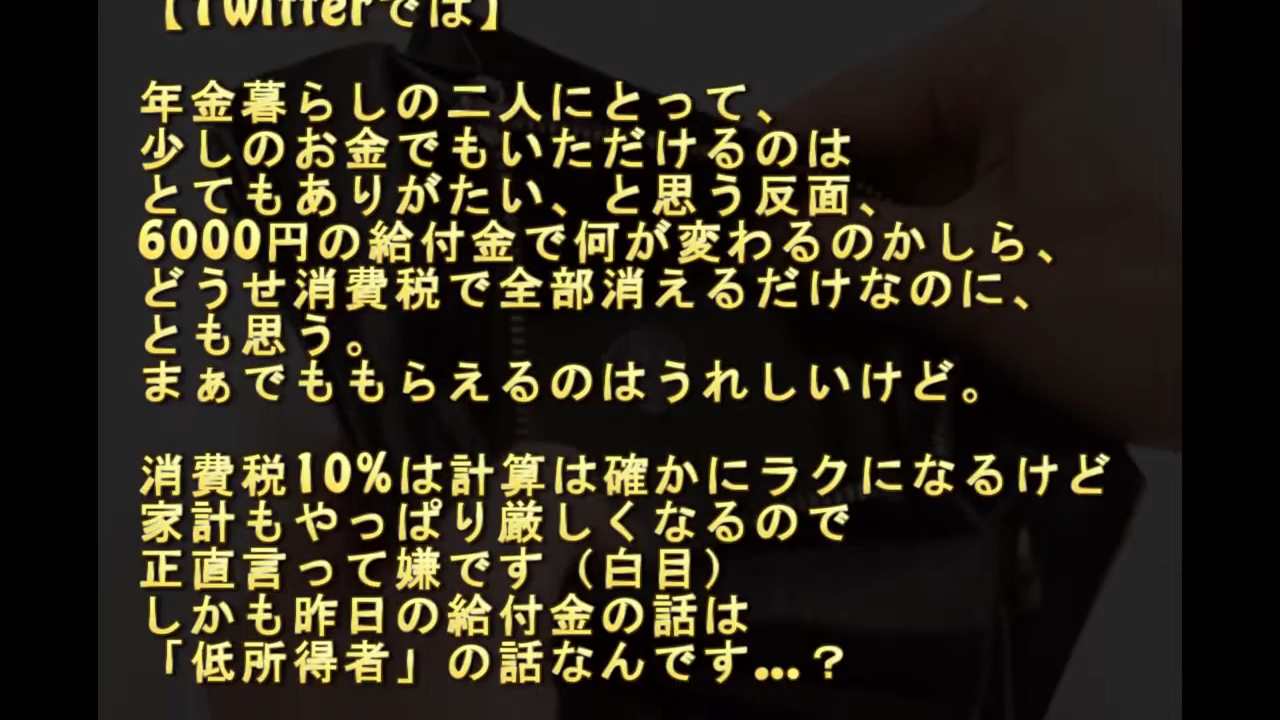 【Twitterでは】
年金暮らしの二人にとって、
少しのお金でもいただけるのは
とてもありがたい、と思う反面、
6000円の給付金で何が変わるのかしら、
どうせ消費税で全部消えるだけなのに、
とも思う。
まぁでももらえるのはうれしいけど。
消費税10%は計算は確かにラクになるけど
家計もやっぱり厳しくなるので
正直言って嫌です（白目）
しかも昨日の給付金の話は
「低所得者」の話なんです…？